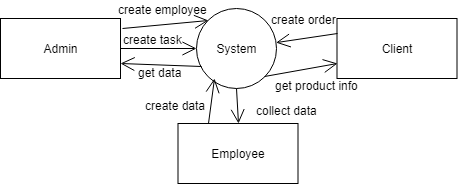 create employee
create order
Admin
create task
System
Client
get data
get product info
create data
collect data
Employee